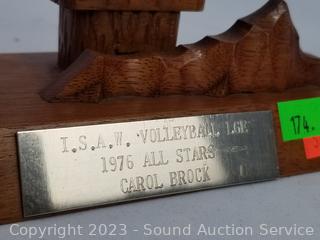 I.S.A.W. VOLLEYBALL LGE
1976 ALL STARS
CAROL BROCK
174.
Copyright ©2023 - Sound Auction Service